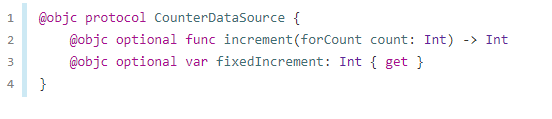 1 @objc protocol CounterDataSource {
2     @objc optional func increment(forCount count: Int) -> Int
3     @objc optional var fixedIncrement: Int { get }
4 }